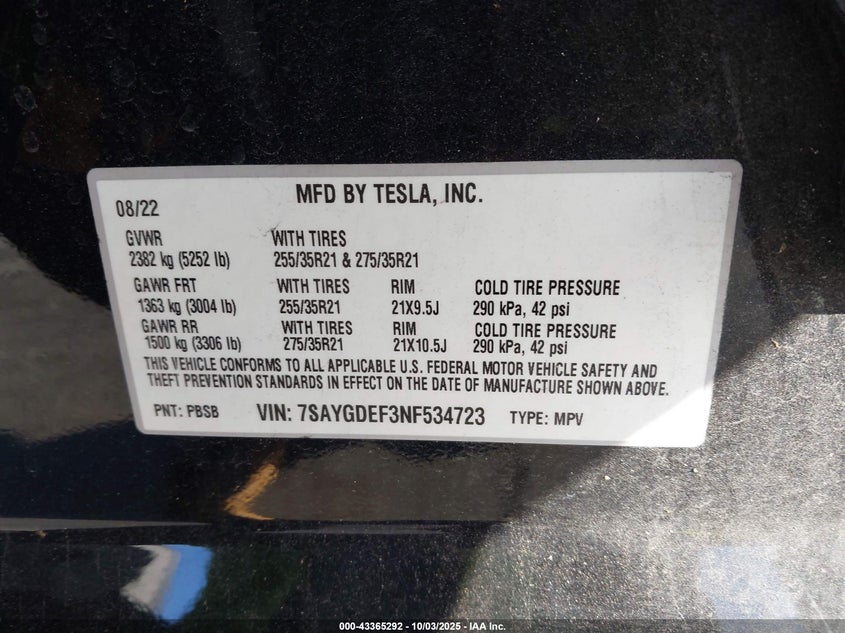 MFD BY TESLA, INC.
08/22
GVWR WITH TIRES
2382 kg (5252 lb) 255/35R21 & 275/35R21
GAWR FRT WITH TIRES RIM COLD TIRE PRESSURE
1363 kg (3004 lb) 255/35R21 21X9.5J 290 kPa, 42 psi
GAWR RR WITH TIRES RIM COLD TIRE PRESSURE
1500 kg (3306 lb) 275/35R21 21X10.5J 290 kPa, 42 psi
THIS VEHICLE CONFORMS TO ALL APPLICABLE U.S. FEDERAL MOTOR VEHICLE SAFETY AND
THEFT PREVENTION STANDARDS IN EFFECT ON THE DATE OF MANUFACTURE SHOWN ABOVE.
PNT: PBSB VIN: 7SAYGDEF3NF534723 TYPE: MPV
000-43365292 - 10/03/2025 - IAA Inc.